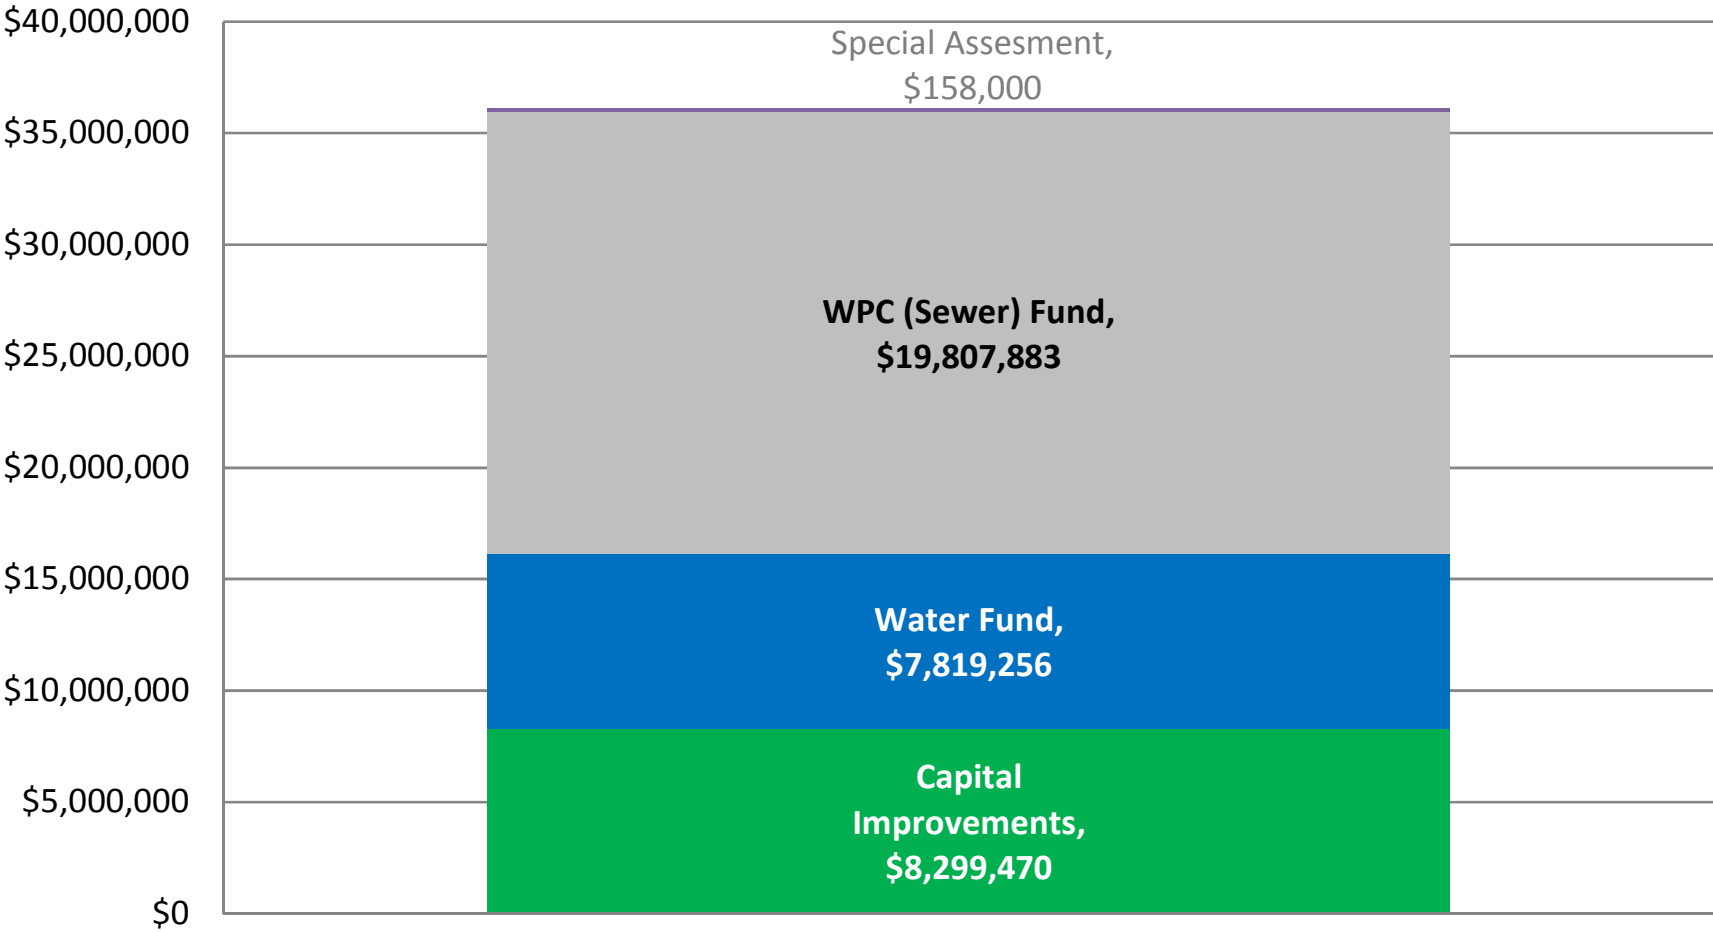 $40,000,000
$35,000,000
$30,000,000
$25,000,000
$20,000,000
$15,000,000
$10,000,000
$5,000,000
$0
Special Assesment,
$158,000
WPC (Sewer) Fund,
$19,807,883
Water Fund,
$7,819,256
Capital
Improvements,
$8,299,470